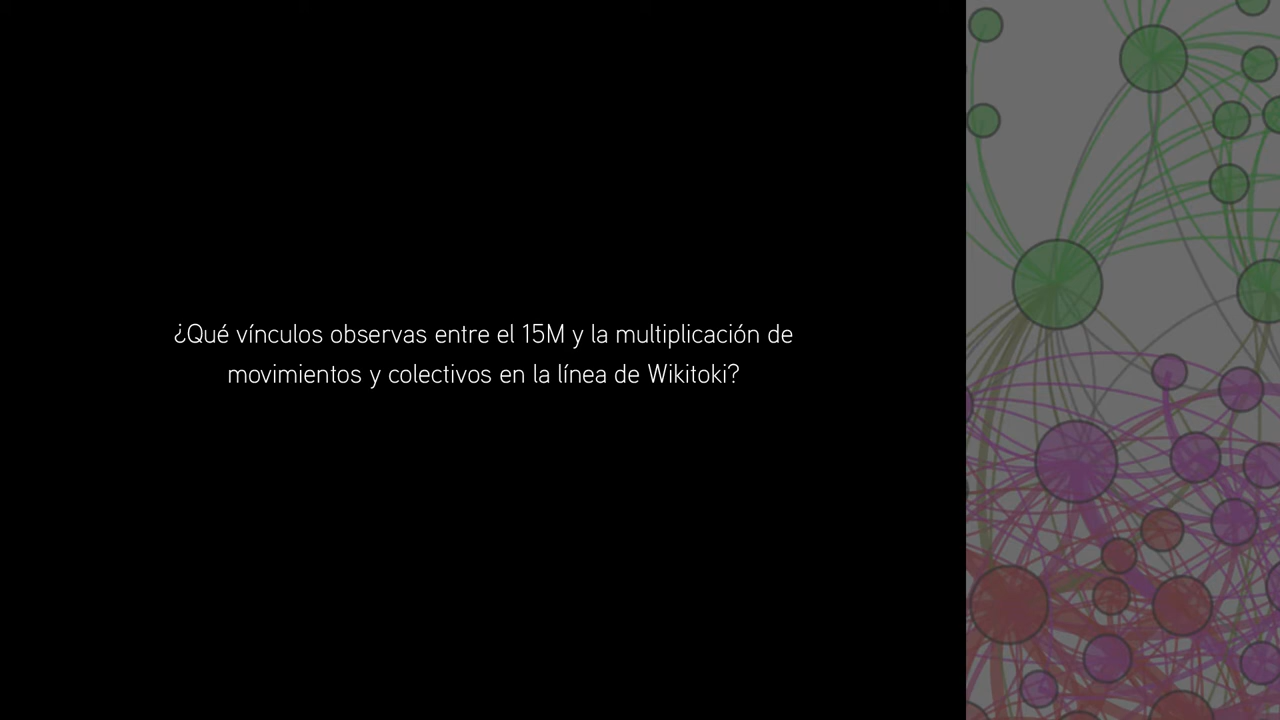 ¿Qué vínculos observas entre el 15M y la multiplicación de
movimientos y colectivos en la línea de Wikitoki?